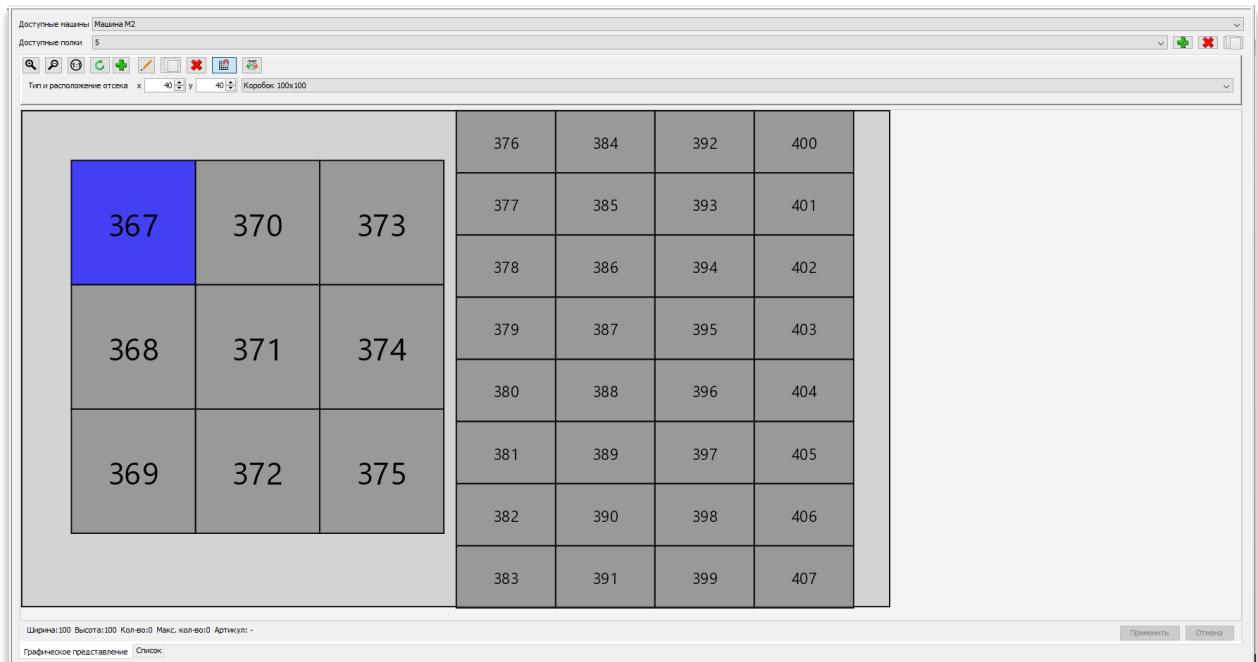 Доступные машины Машина М2
Доступные полки 5
1:1
Тип и расположение отсека x 40 y 40 Коробок 100x100
376 384 392 400
367 370 373
377 385 393 401
378 386 394 402
368 371 374
379 387 395 403
380 388 396 404
369 372 375
381 389 397 405
382 390 398 406
383 391 399 407
Ширина:100 Высота:100 Кол-во:0 Макс. кол-во:0 Артикул: -
Применить Отмена
Графическое представление Список